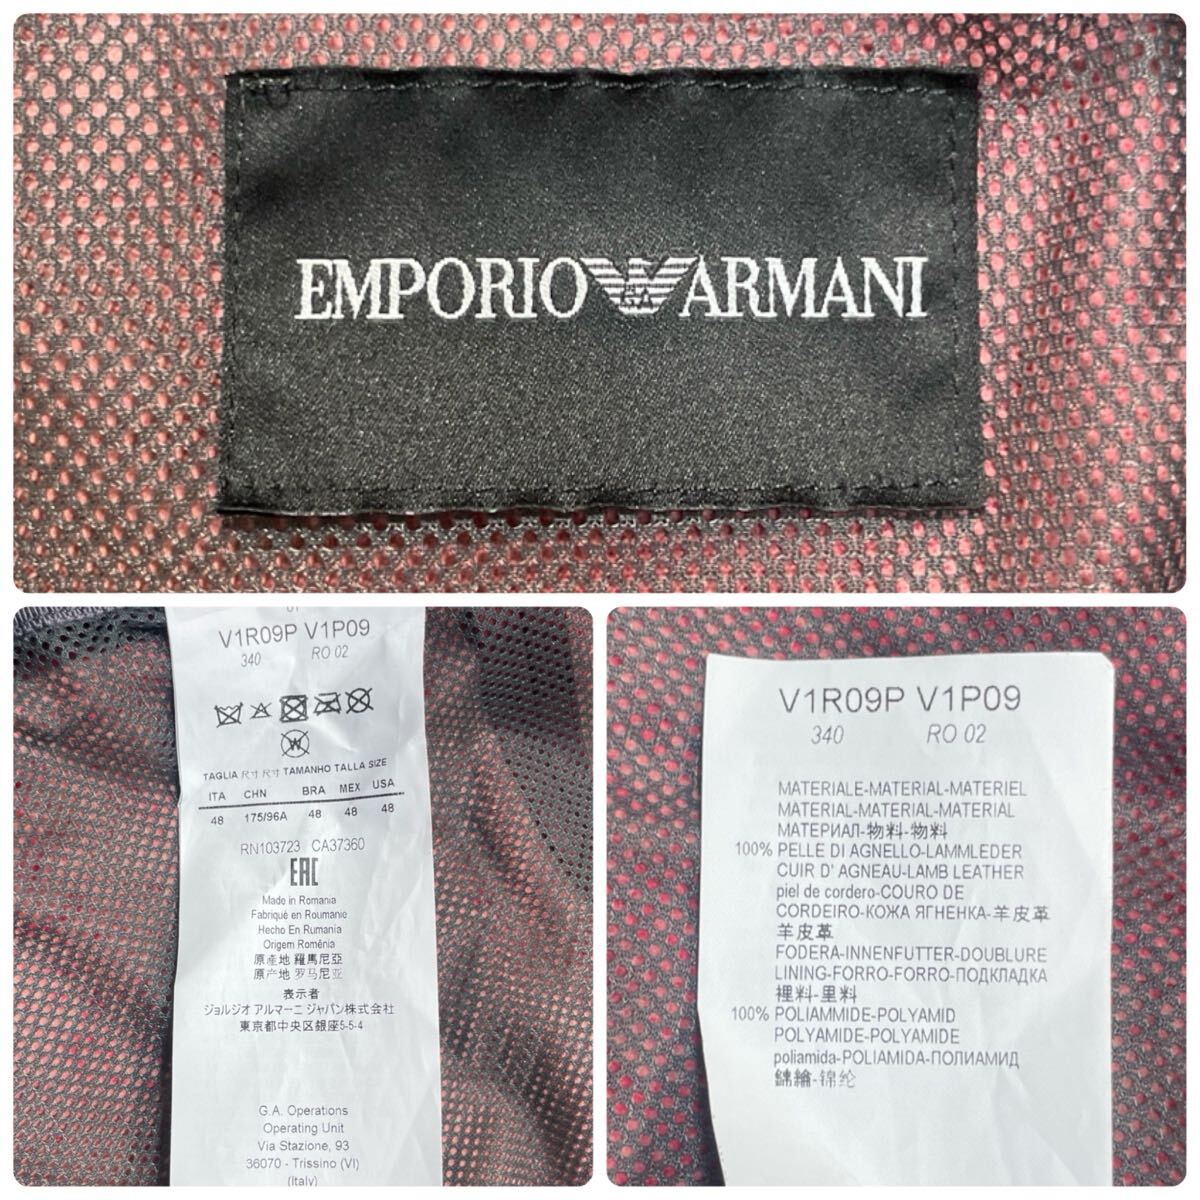 EMPORIO ARMANI
GA
V1R09P V1P09
340 RO 02
W
TAGLIA 尺寸 尺寸 TAMANHO TALLA SIZE
ITA CHN BRA MEX USA
48 175/96A 48 48 48
RN103723 CA37360
EAC
Made in Romania
Fabriqué en Roumanie
Hecho En Rumania
Origem Romênia
原產地 羅馬尼亞
原产地 罗马尼亚
表示者
ジョルジオ アルマーニ ジャパン株式会社
東京都中央区銀座5-5-4
G.A. Operations
Operating Unit
Via Stazione, 93
36070 - Trissino (VI)
(Italy)
V1R09P V1P09
340 RO 02
MATERIALE-MATERIAL-MATERIEL
MATERIAL-MATERIAL-MATERIAL
МАТЕРИАЛ-物料-物料
100% PELLE DI AGNELLO-LAMMLEDER
CUIR D' AGNEAU-LAMB LEATHER
piel de cordero-COURO DE
CORDEIRO-КОЖА ЯГНЕНКА-羊皮革
羊皮革
FODERA-INNENFUTTER-DOUBLURE
LINING-FORRO-FORRO-ПОДКЛАДКА
裡料-里料
100% POLIAMMIDE-POLYAMID
POLYAMIDE-POLYAMIDE
poliamida-POLIAMIDA-ПОЛИАМИД
錦綸-锦纶